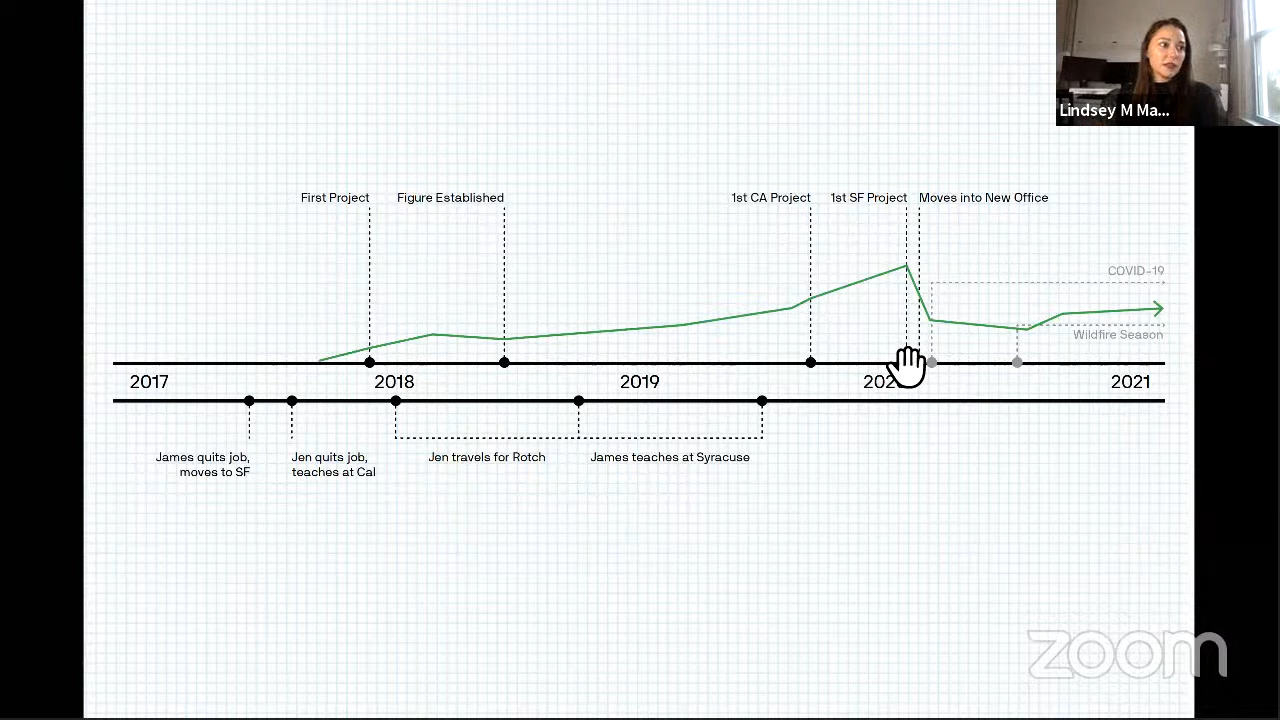 Lindsey M Ma...
First Project
Figure Established
1st CA Project
1st SF Project
Moves into New Office
COVID-19
Wildfire Season
2017
2018
2019
2021
James quits job,
moves to SF
Jen quits job,
teaches at Cal
Jen travels for Rotch
James teaches at Syracuse
zoom